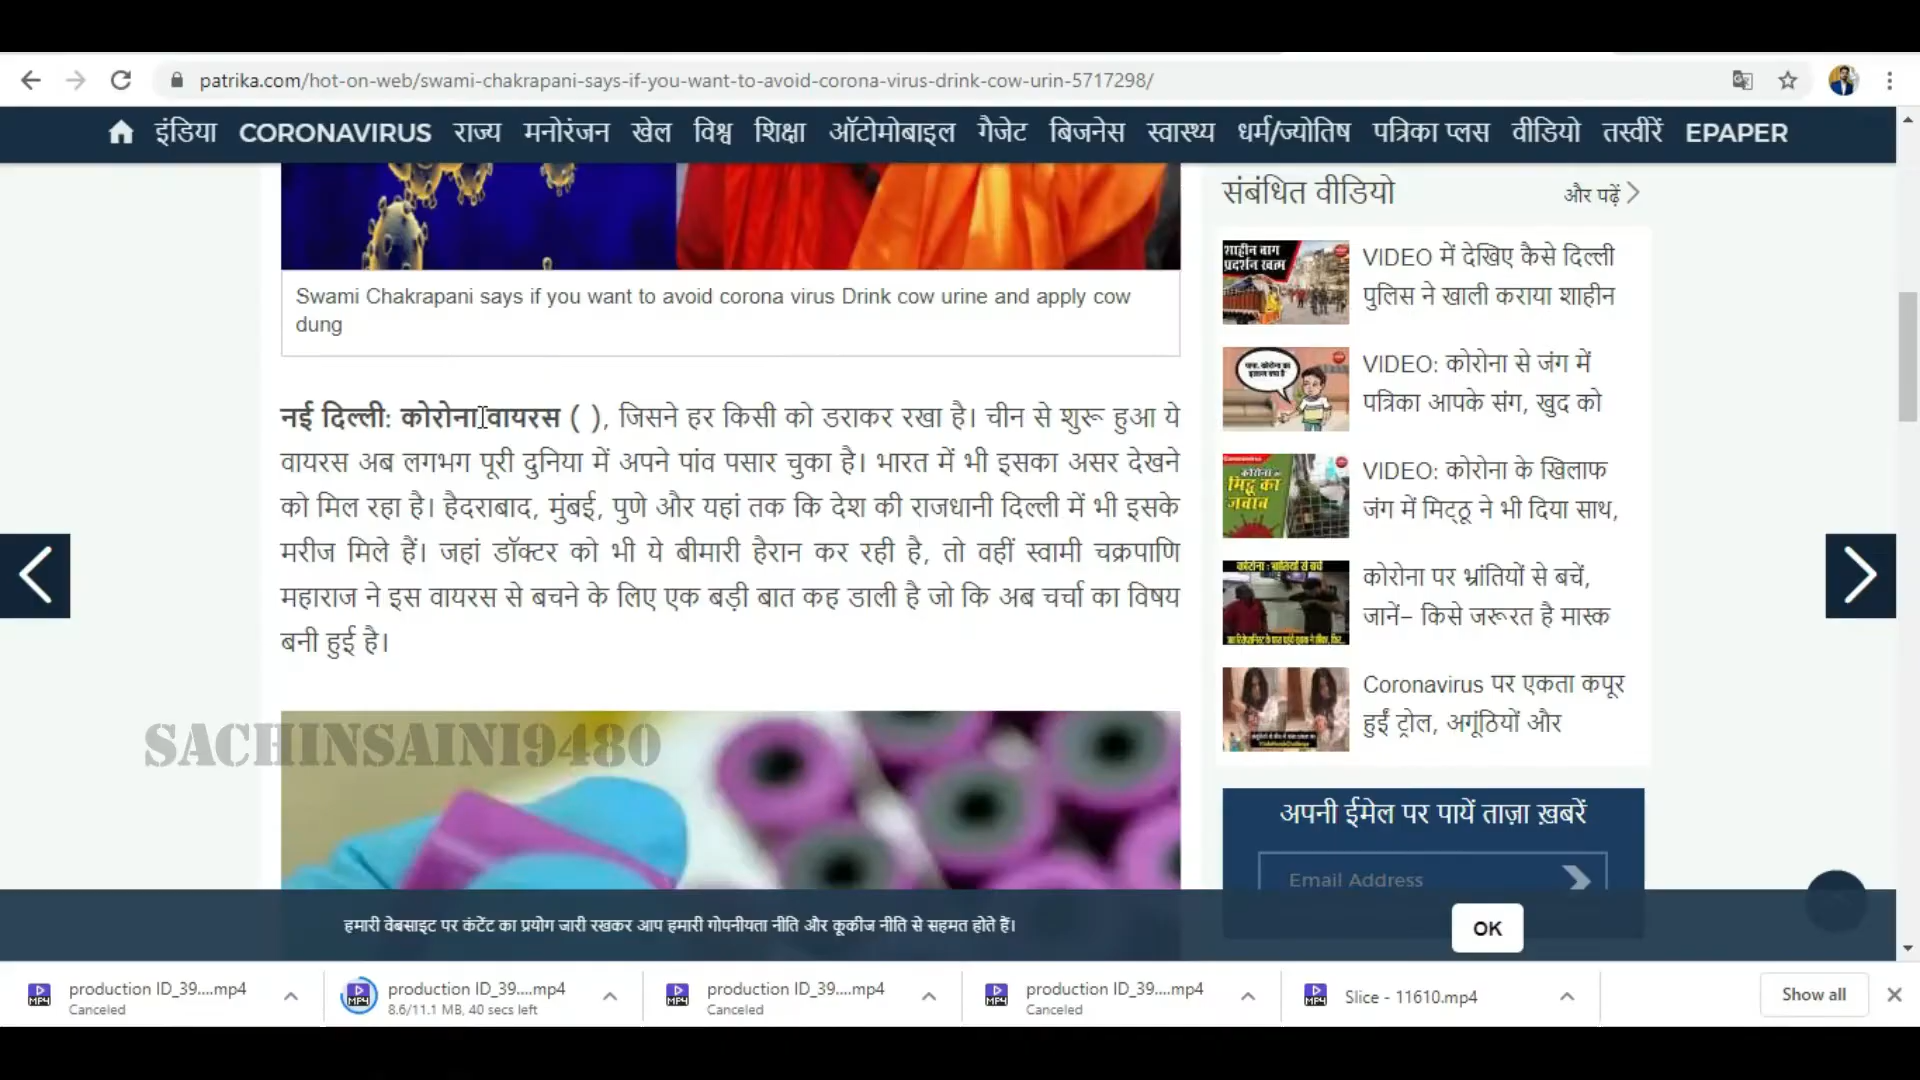 patrika.com/hot-on-web/swami-chakrapani-says-if-you-want-to-avoid-corona-virus-drink-cow-urin-5717298/
इंडिया CORONAVIRUS राज्य मनोरंजन खेल विश्व शिक्षा ऑटोमोबाइल गैजेट बिजनेस स्वास्थ्य धर्म/ज्योतिष पत्रिका प्लस वीडियो तस्वीरें EPAPER
Swami Chakrapani says if you want to avoid corona virus Drink cow urine and apply cow
dung
नई दिल्ली: कोरोना वायरस ( ), जिसने हर किसी को डराकर रखा है। चीन से शुरू हुआ ये
वायरस अब लगभग पूरी दुनिया में अपने पांव पसार चुका है। भारत में भी इसका असर देखने
को मिल रहा है। हैदराबाद, मुंबई, पुणे और यहां तक कि देश की राजधानी दिल्ली में भी इसके
मरीज मिले हैं। जहां डॉक्टर को भी ये बीमारी हैरान कर रही है, तो वहीं स्वामी चक्रपाणि
महाराज ने इस वायरस से बचने के लिए एक बड़ी बात कह डाली है जो कि अब चर्चा का विषय
बनी हुई है।
SACHINSAINI9480
संबंधित वीडियो और पढ़ें
शाहीन बाग
प्रदर्शन खत्म
VIDEO में देखिए कैसे दिल्ली
पुलिस ने खाली कराया शाहीन
VIDEO: कोरोना से जंग में
पत्रिका आपके संग, खुद को
कोरोना के
मिट्ठू का
जवाब
VIDEO: कोरोना के खिलाफ
जंग में मिट्ठू ने भी दिया साथ,
कोरोना : भ्रांतियों से बचें
कोरोना पर भ्रांतियों से बचें,
जानें– किसे जरूरत है मास्क
Coronavirus पर एकता कपूर
हुईं ट्रोल, अगूंठियों और
अपनी ईमेल पर पायें ताज़ा ख़बरें
Email Address
हमारी वेबसाइट पर कंटेंट का प्रयोग जारी रखकर आप हमारी गोपनीयता नीति और कूकीज नीति से सहमत होते हैं।
OK
production ID_39....mp4
Canceled
production ID_39....mp4
8.6/11.1 MB, 40 secs left
production ID_39....mp4
Canceled
production ID_39....mp4
Canceled
Slice - 11610.mp4
Show all